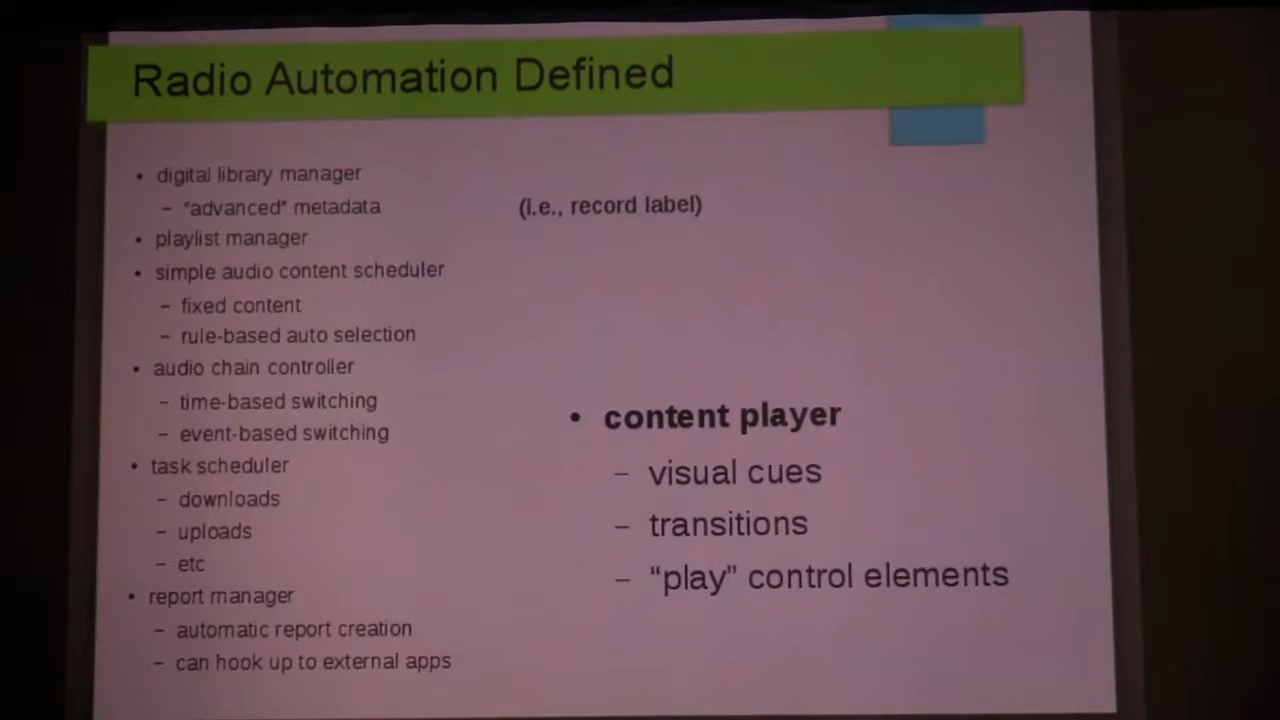 Radio Automation Defined
• digital library manager
– "advanced" metadata
(i.e., record label)
• playlist manager
• simple audio content scheduler
– fixed content
– rule-based auto selection
• audio chain controller
– time-based switching
– event-based switching
• task scheduler
– downloads
– uploads
– etc
• report manager
– automatic report creation
– can hook up to external apps
• content player
– visual cues
– transitions
– “play” control elements